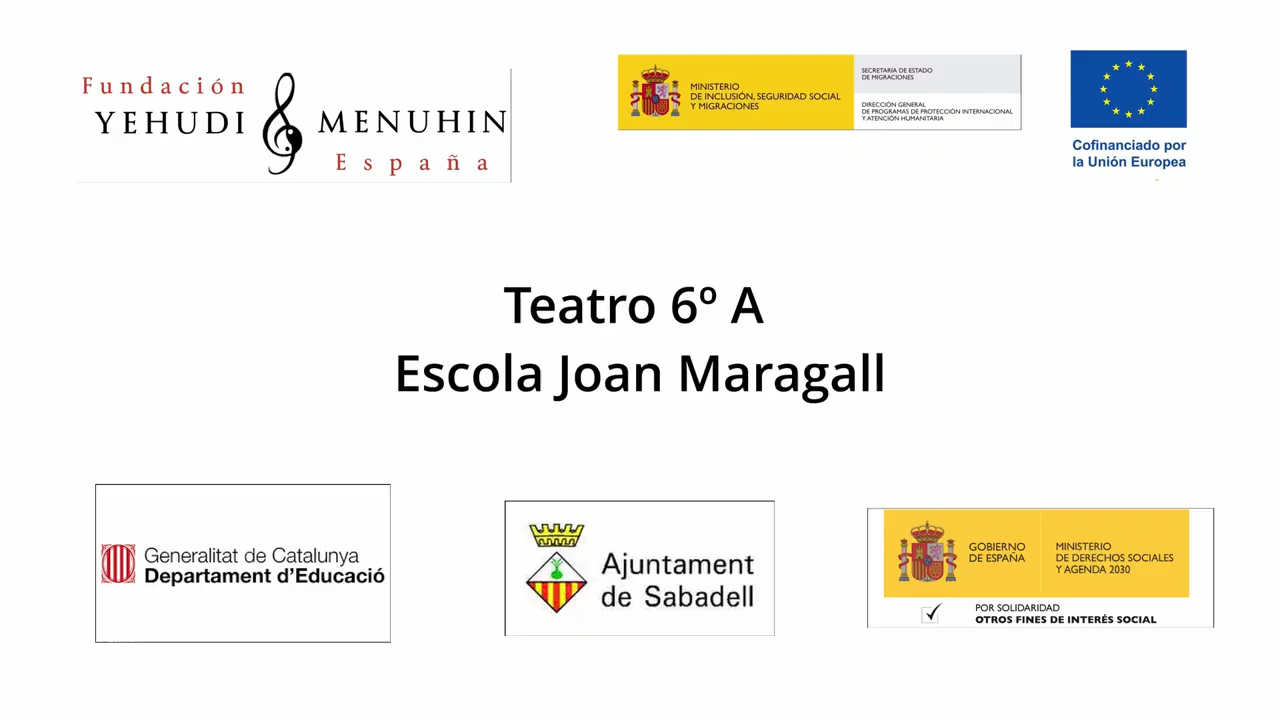 Fundación
YEHUDI MENUHIN
España
MINISTERIO
DE INCLUSIÓN, SEGURIDAD SOCIAL
Y MIGRACIONES
SECRETARÍA DE ESTADO
DE MIGRACIONES
DIRECCIÓN GENERAL
DE PROGRAMAS DE PROTECCIÓN INTERNACIONAL
Y ATENCIÓN HUMANITARIA
Cofinanciado por
la Unión Europea
Teatro 6º A
Escola Joan Maragall
Generalitat de Catalunya
Departament d'Educació
Ajuntament
de Sabadell
GOBIERNO
DE ESPAÑA
MINISTERIO
DE DERECHOS SOCIALES
Y AGENDA 2030
POR SOLIDARIDAD
OTROS FINES DE INTERÉS SOCIAL